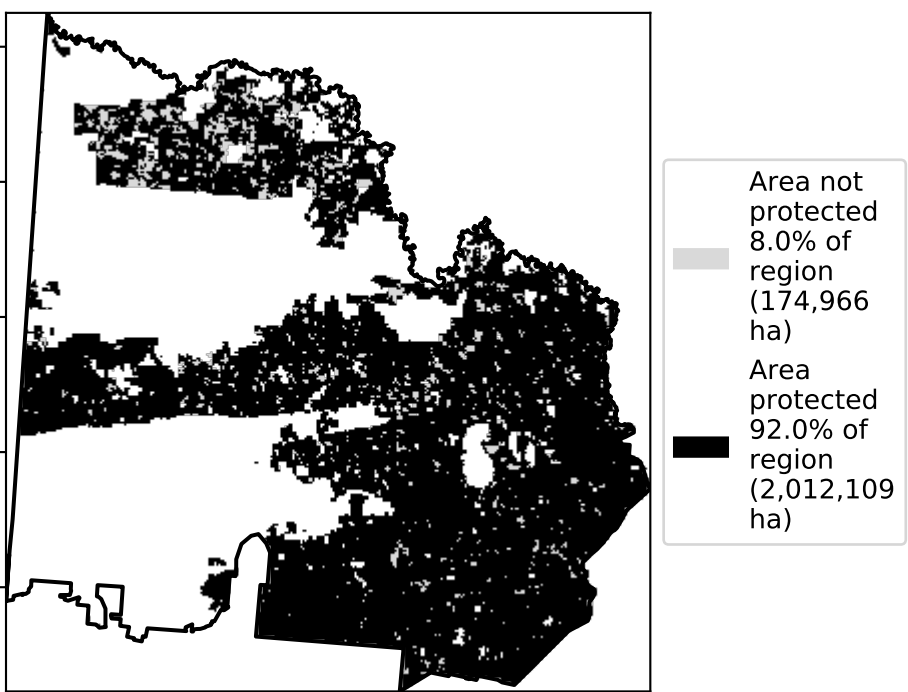 Area not
protected
8.0% of
region
(174,966
ha)
Area
protected
92.0% of
region
(2,012,109
ha)